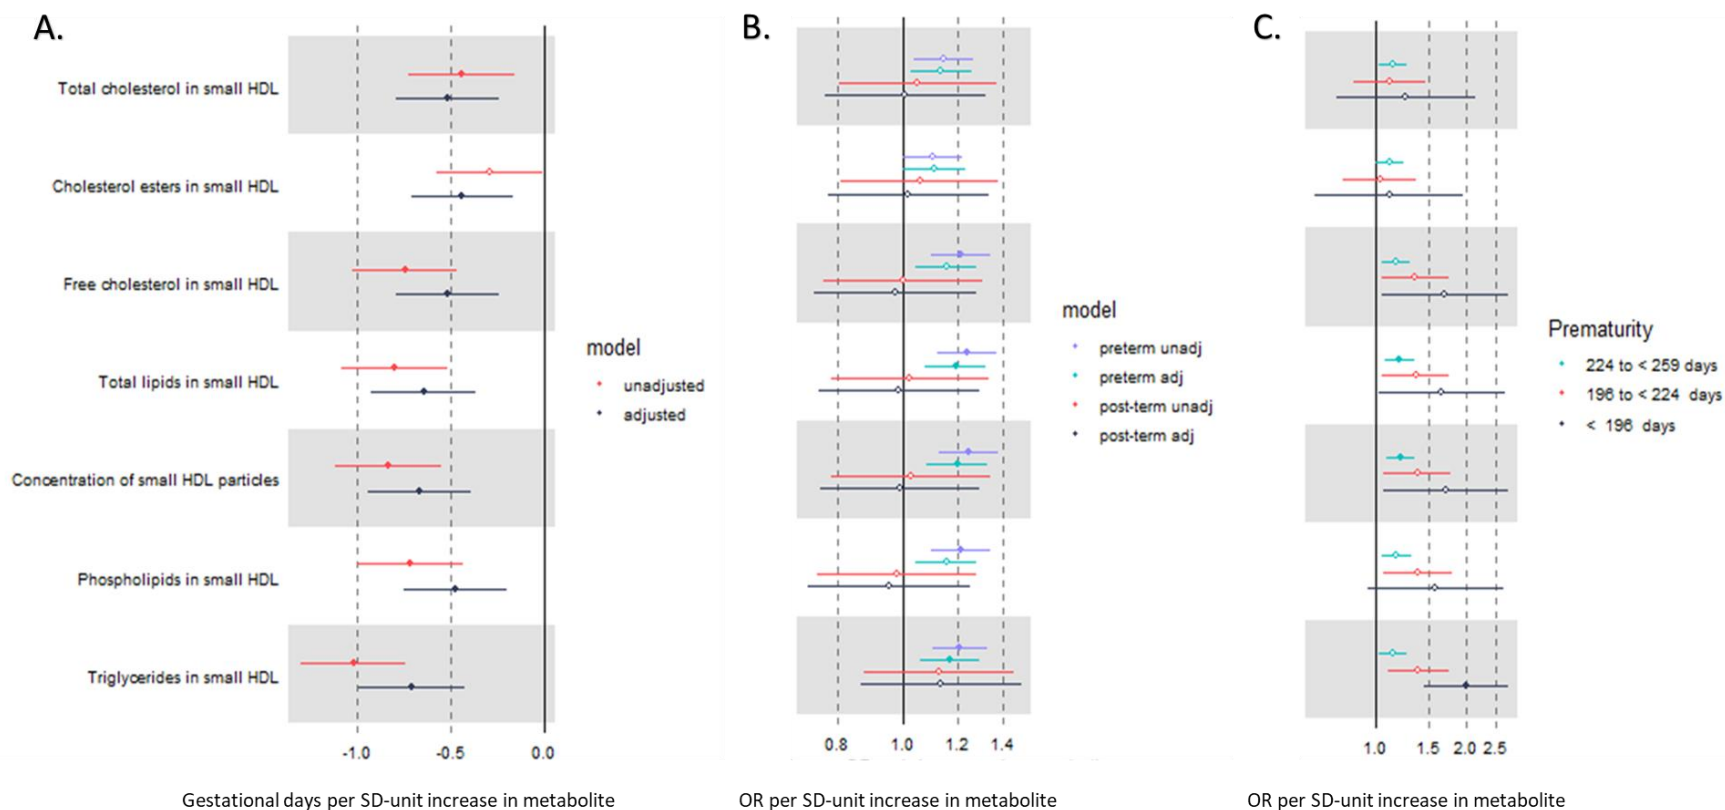 A.
B.
C.
Total cholesterol in small HDL
Cholesterol esters in small HDL
Free cholesterol in small HDL
Total lipids in small HDL
Concentration of small HDL particles
Phospholipids in small HDL
Triglycerides in small HDL
-1.0 -0.5 0.0
Gestational days per SD-unit increase in metabolite
model
unadjusted
adjusted
0.8 1.0 1.2 1.4
OR per SD-unit increase in metabolite
model
preterm unadj
preterm adj
post-term unadj
post-term adj
1.0 1.5 2.0 2.5
OR per SD-unit increase in metabolite
Prematurity
224 to < 259 days
196 to < 224 days
< 196 days